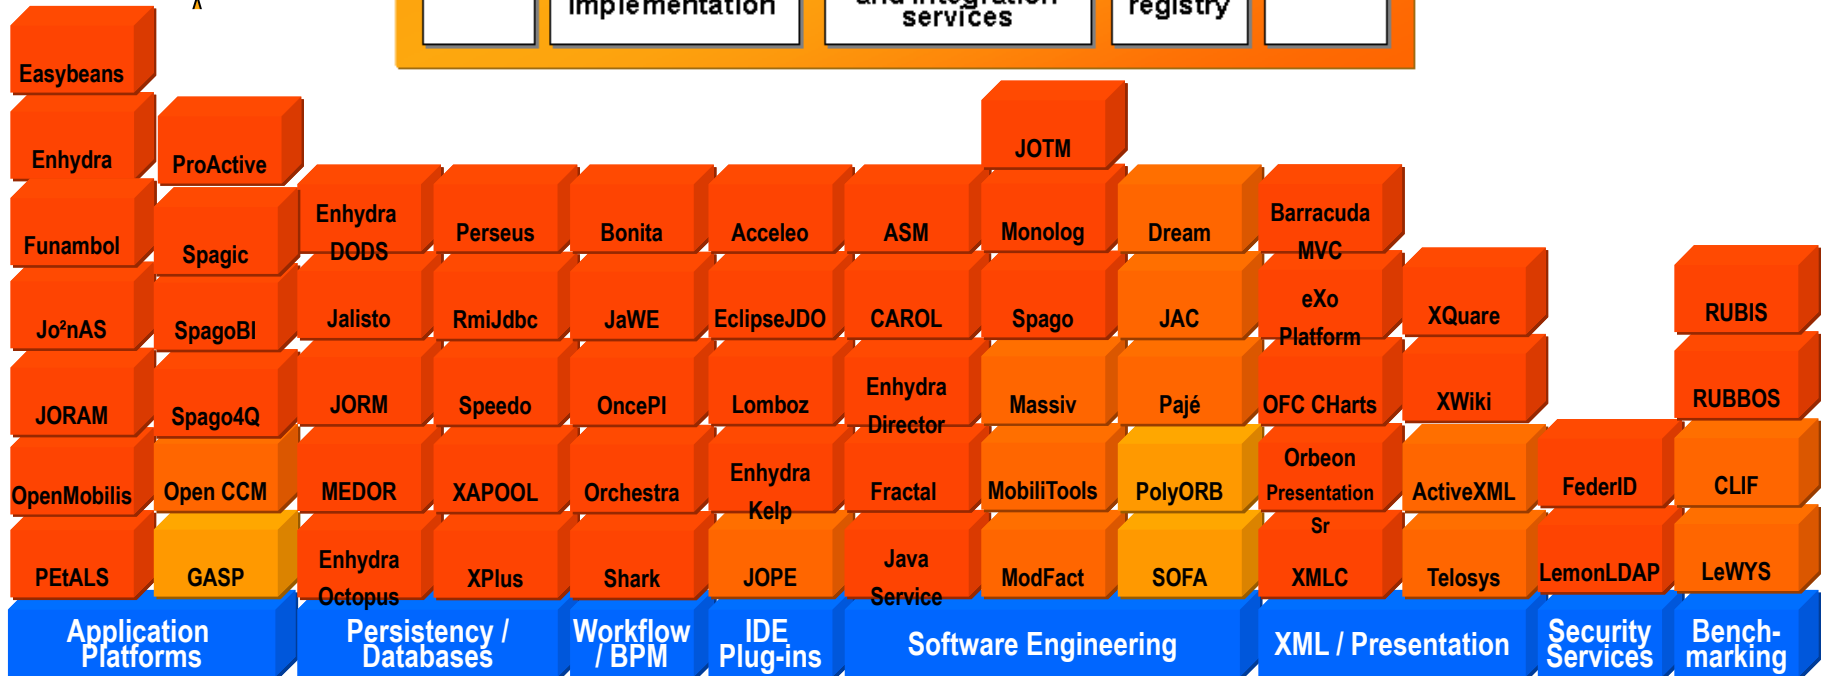 implementation
and integration
services
registry
Easybeans
Enhydra
Funambol
Jo²nAS
JORAM
OpenMobilis
PEtALS
ProActive
Spagic
SpagoBI
Spago4Q
Open CCM
GASP
Application
Platforms
Enhydra
DODS
Jalisto
JORM
MEDOR
Enhydra
Octopus
Perseus
RmiJdbc
Speedo
XAPOOL
XPlus
Persistency /
Databases
Bonita
JaWE
OncePI
Orchestra
Shark
Workflow
/ BPM
Acceleo
EclipseJDO
Lomboz
Enhydra
Kelp
JOPE
IDE
Plug-ins
ASM
CAROL
Enhydra
Director
Fractal
Java
Service
JOTM
Monolog
Spago
Massiv
MobiliTools
ModFact
Dream
JAC
Pajé
PolyORB
SOFA
Software Engineering
Barracuda
MVC
eXo
Platform
OFC CHarts
Orbeon
Presentation
Sr
XMLC
XQuare
XWiki
ActiveXML
Telosys
XML / Presentation
FederID
LemonLDAP
Security
Services
RUBIS
RUBBOS
CLIF
LeWYS
Bench-
marking